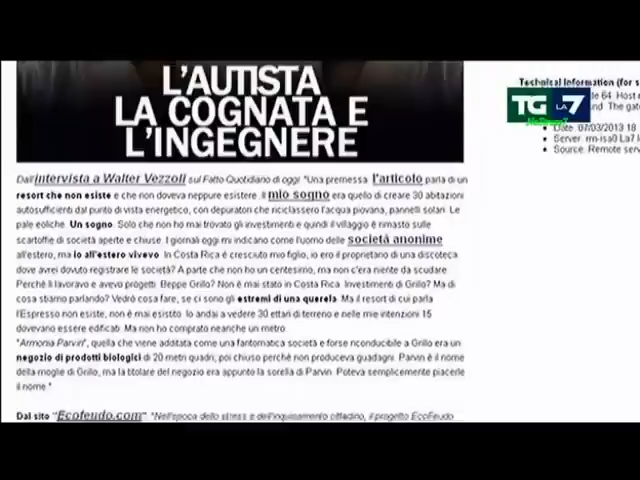 L'AUTISTA
LA COGNATA E
L'INGEGNERE
Technical Information (for s
de 64. Host
und. The gate
Date: 07/03/2013 18
Server: rm-isa0 La7
Source: Remote serv
TG LA 7
Dall'intervista a Walter Vezzoli sul Fatto Quotidiano di oggi: "Una premessa: l'articolo parla di un
resort che non esiste e che non doveva neppure esistere. Il mio sogno era quello di creare 30 abitazioni
autosufficienti dal punto di vista energetico, con depuratori che riciclassero l'acqua piovana, pannelli solari. Le
pale eoliche. Un sogno. Solo che non ho mai trovato gli investimenti e quindi il villaggio è rimasto sulle
scartoffie di società aperte e chiuse. I giornali oggi mi indicano come l'uomo delle società anonime
all'estero, ma io all'estero vivevo. In Costa Rica è cresciuto mio figlio, io ero il proprietario di una discoteca
dove avrei dovuto registrare le società? A parte che non ho un centesimo, ma non c'era niente da scudare.
Perchè lì lavoravo e avevo progetti. Beppe Grillo? Non è mai stato in Costa Rica. Investimenti di Grillo? Ma di
cosa stiamo parlando? Vedrò cosa fare, se ci sono gli estremi di una querela. Ma il resort di cui parla
l'Espresso non esiste, non è mai esistito. Io andai a vedere 30 ettari di terreno e nelle mie intenzioni 15
dovevano essere edificati. Ma non ho comprato neanche un metro.
"Armonia Parvin", quella che viene additata come una fantomatica società e forse riconducibile a Grillo era un
negozio di prodotti biologici di 20 metri quadri, poi chiuso perchè non produceva guadagni. Parvin è il nome
della moglie di Grillo, ma la titolare del negozio era appunto la sorella di Parvin. Poteva semplicemente piacerle
il nome."
Dal sito "Ecofeudo.com" "Nell'epoca dello stress e dell'inquinamento cittadino, il progetto EcoFeudo